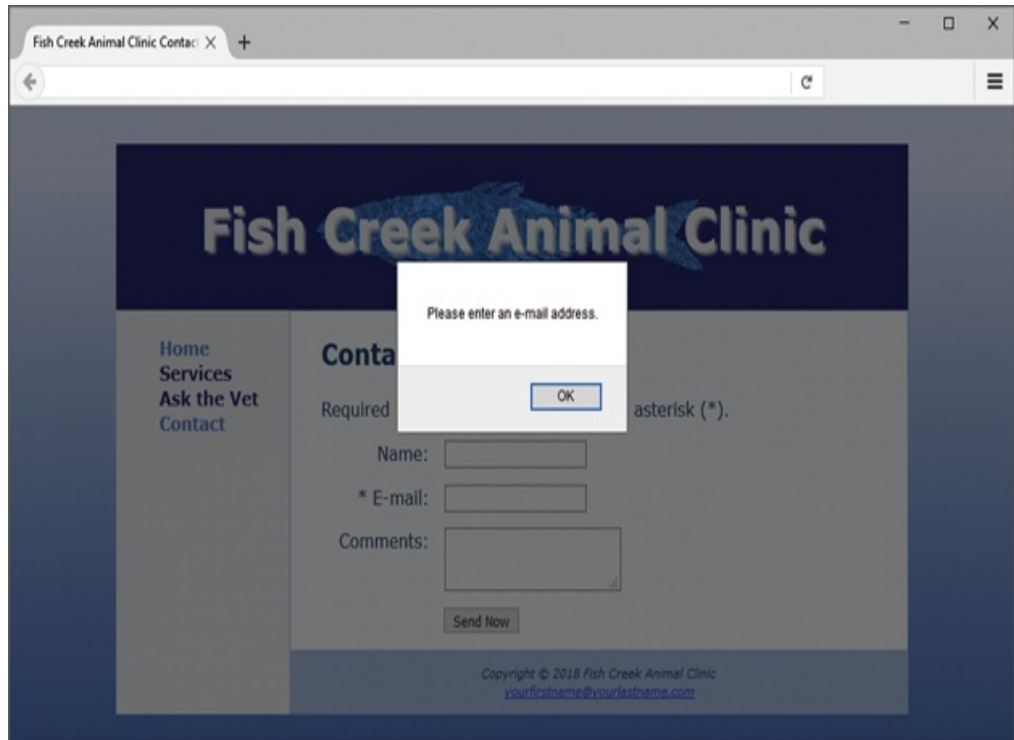 Fish Creek Animal Clinic Contac
Fish Creek Animal Clinic
Please enter an e-mail address.
OK
Home
Services
Ask the Vet
Contact
Conta
Required asterisk (*).
Name:
* E-mail:
Comments:
Send Now
Copyright © 2018 Fish Creek Animal Clinic
yourfirstname@yourlastname.com